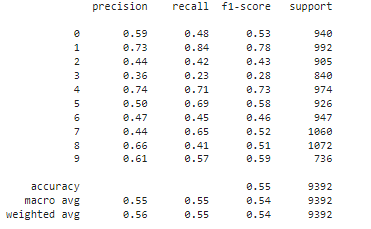 precision recall f1-score support
0 0.59 0.48 0.53 940
1 0.73 0.84 0.78 992
2 0.44 0.42 0.43 905
3 0.36 0.23 0.28 840
4 0.74 0.71 0.73 974
5 0.50 0.69 0.58 926
6 0.47 0.45 0.46 947
7 0.44 0.65 0.52 1060
8 0.66 0.41 0.51 1072
9 0.61 0.57 0.59 736
accuracy 0.55 9392
macro avg 0.55 0.55 0.54 9392
weighted avg 0.56 0.55 0.54 9392